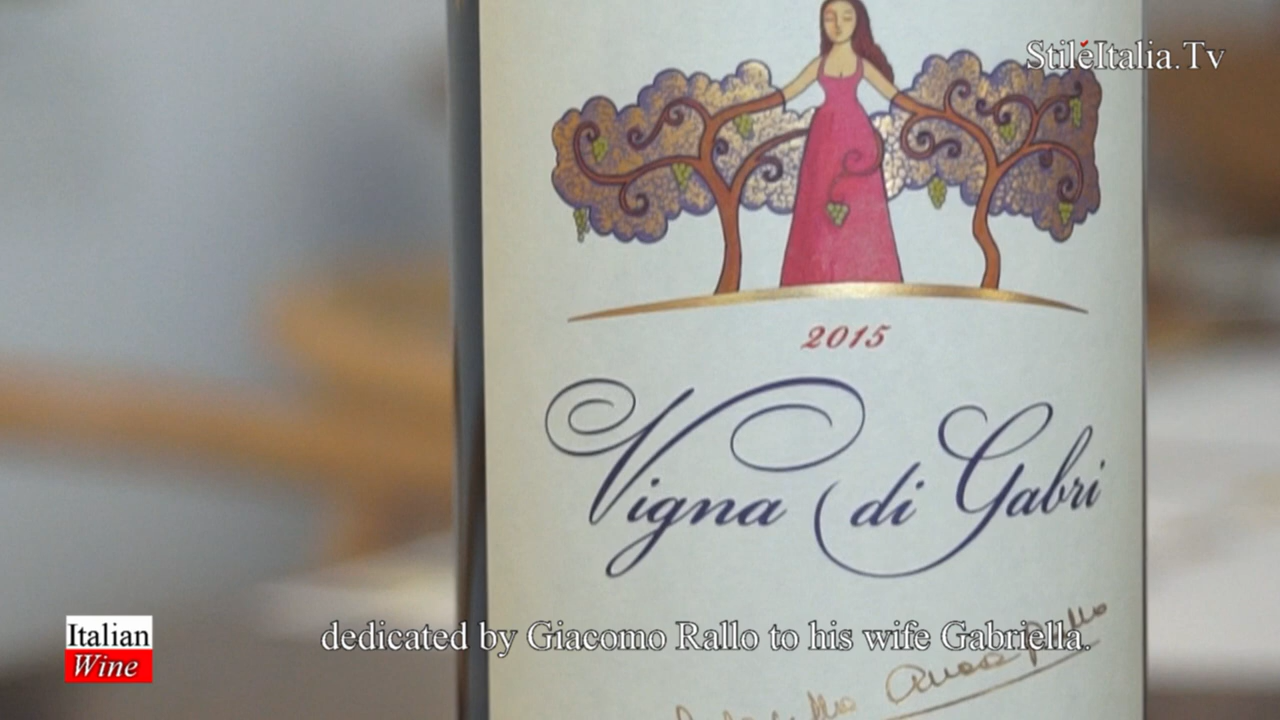 StileItalia.Tv
2015
Vigna di Gabri
Italian
Wine
dedicated by Giacomo Rallo to his wife Gabriella.